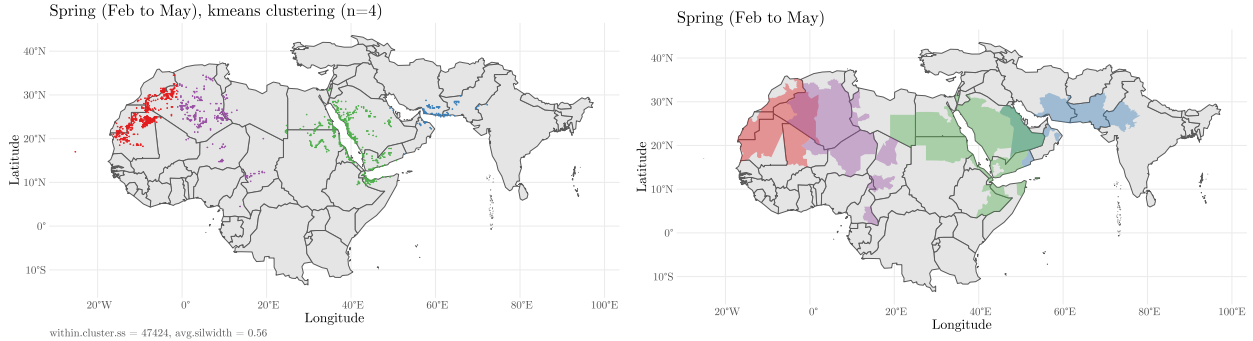 Spring (Feb to May), kmeans clustering (n=4)
40°N
30°N
20°N
10°N
0°
10°S
Latitude
20°W
0°
20°E
40°E
60°E
80°E
100°E
Longitude
within.cluster.ss = 47424, avg.silwidth = 0.56
Spring (Feb to May)
40°N
30°N
20°N
10°N
0°
10°S
Latitude
20°W
0°
20°E
40°E
60°E
80°E
100°E
Longitude